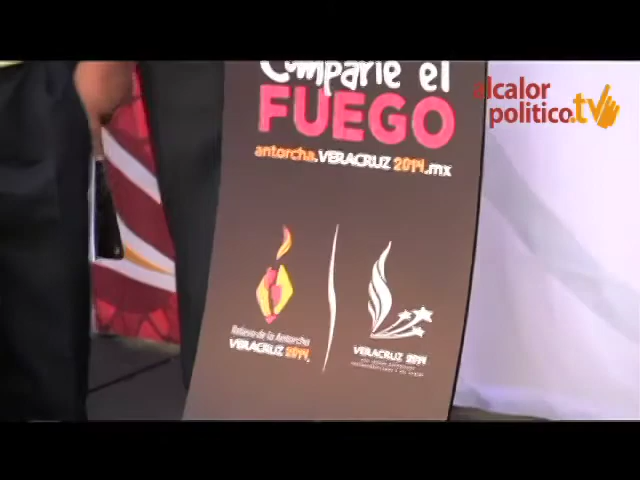 Comparte el
FUEGO
antorcha.VERACRUZ 2014.mx
alcalor
politico.tv
Relevo de la Antorcha
VERACRUZ 2014.
VERACRUZ 2014